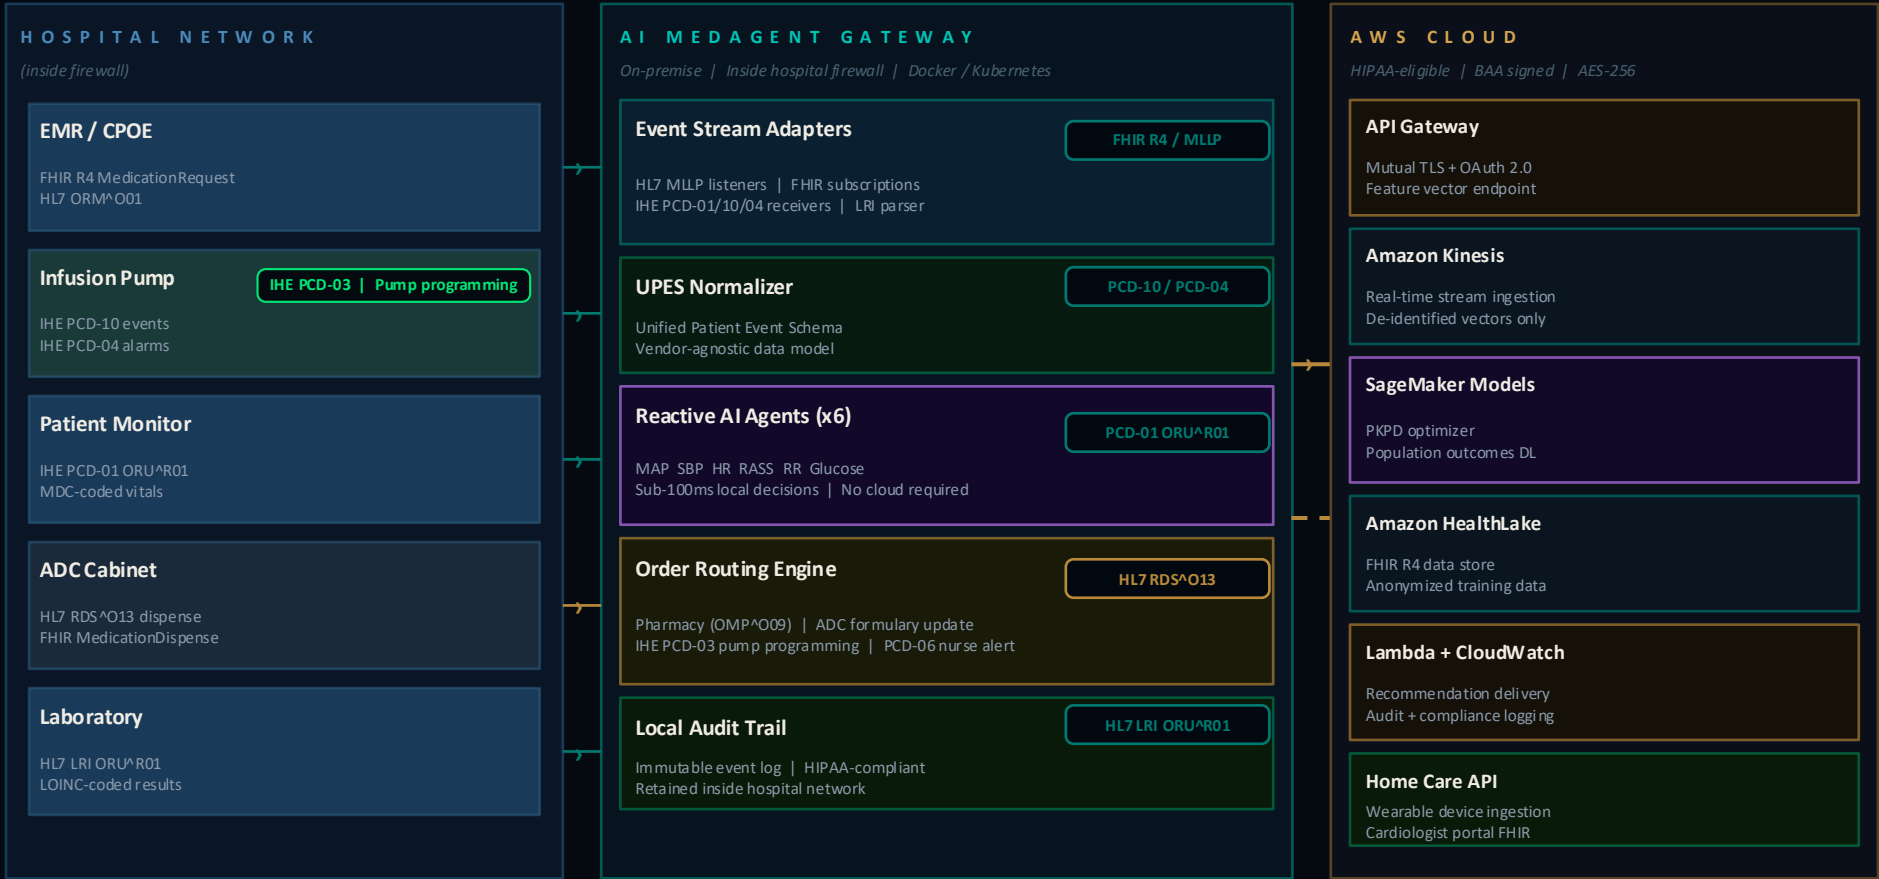 HOSPITAL NETWORK
(inside firewall)
EMR / CPOE
FHIR R4 MedicationRequest
HL7 ORM^O01
Infusion Pump
IHE PCD-03 | Pump programming
IHE PCD-10 events
IHE PCD-04 alarms
Patient Monitor
IHE PCD-01 ORU^R01
MDC-coded vitals
ADC Cabinet
HL7 RDS^O13 dispense
FHIR MedicationDispense
Laboratory
HL7 LRI ORU^R01
LOINC-coded results
AI MEDAGENT GATEWAY
On-premise | Inside hospital firewall | Docker / Kubernetes
Event Stream Adapters
FHIR R4 / MLLP
HL7 MLLP listeners | FHIR subscriptions
IHE PCD-01/10/04 receivers | LRI parser
UPES Normalizer
PCD-10 / PCD-04
Unified Patient Event Schema
Vendor-agnostic data model
Reactive AI Agents (x6)
PCD-01 ORU^R01
MAP SBP HR RASS RR Glucose
Sub-100ms local decisions | No cloud required
Order Routing Engine
HL7 RDS^O13
Pharmacy (OMP^O09) | ADC formulary update
IHE PCD-03 pump programming | PCD-06 nurse alert
Local Audit Trail
HL7 LRI ORU^R01
Immutable event log | HIPAA-compliant
Retained inside hospital network
AWS CLOUD
HIPAA-eligible | BAA signed | AES-256
API Gateway
Mutual TLS + OAuth 2.0
Feature vector endpoint
Amazon Kinesis
Real-time stream ingestion
De-identified vectors only
SageMaker Models
PKPD optimizer
Population outcomes DL
Amazon HealthLake
FHIR R4 data store
Anonymized training data
Lambda + CloudWatch
Recommendation delivery
Audit + compliance logging
Home Care API
Wearable device ingestion
Cardiologist portal FHIR